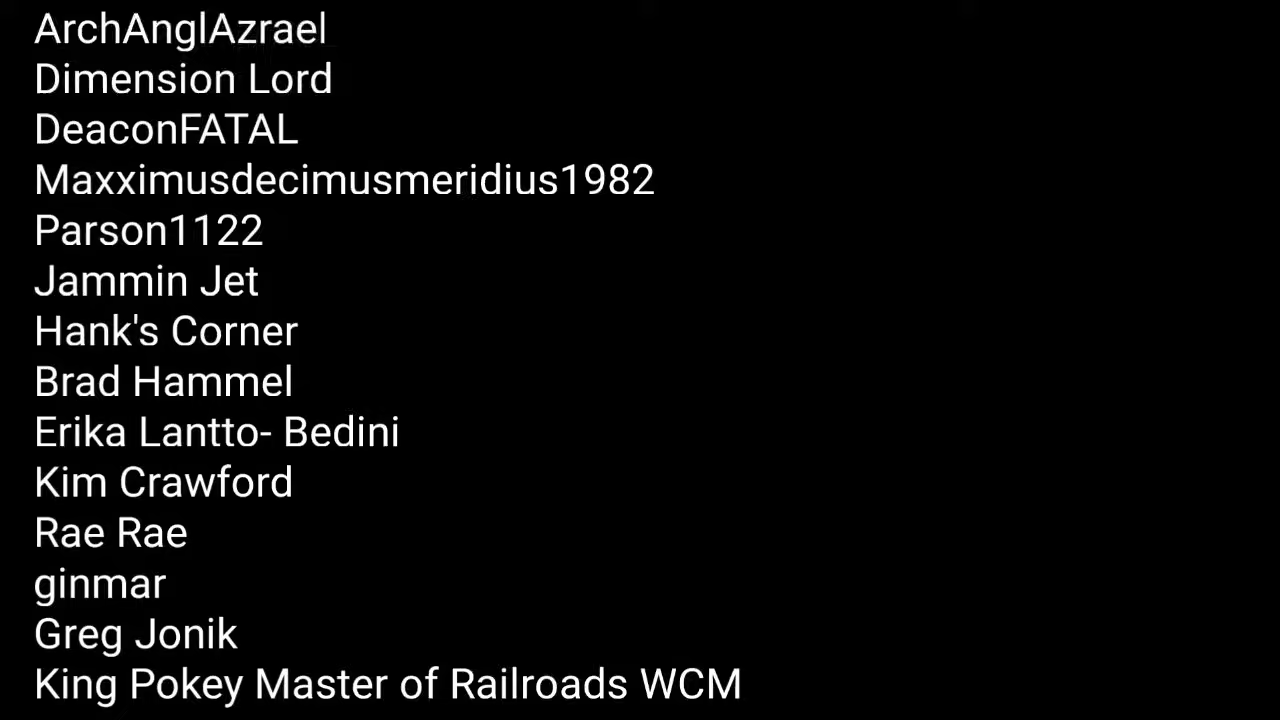 ArchAnglAzrael
Dimension Lord
DeaconFATAL
Maxximusdecimusmeridius1982
Parson1122
Jammin Jet
Hank's Corner
Brad Hammel
Erika Lantto- Bedini
Kim Crawford
Rae Rae
ginmar
Greg Jonik
King Pokey Master of Railroads WCM